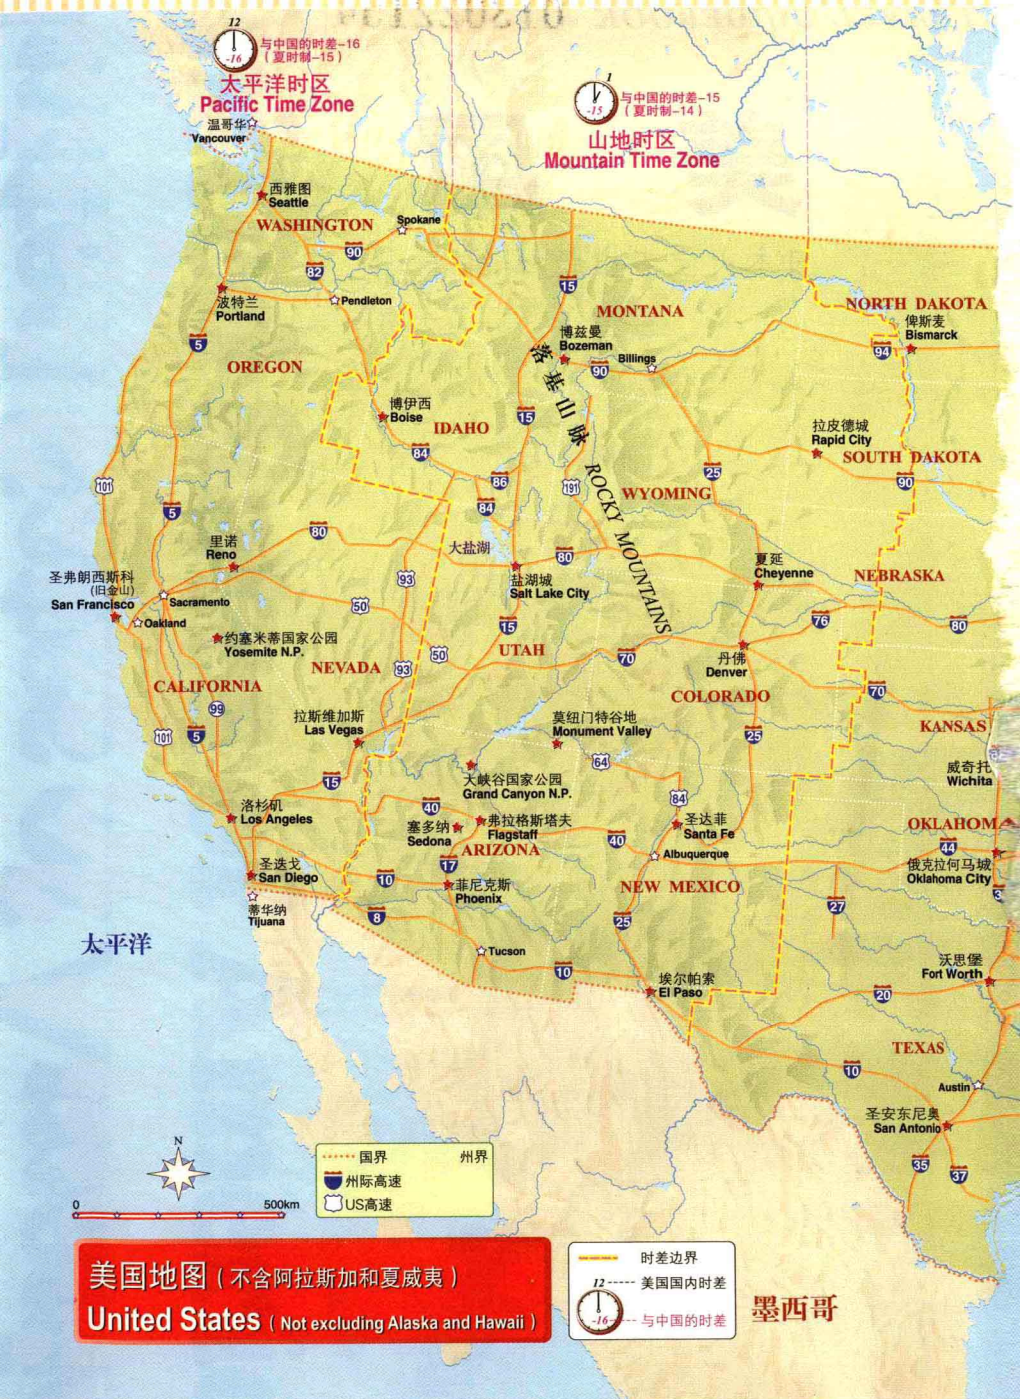 12
-16
与中国的时差-16
（夏时制-15）
太平洋时区
Pacific Time Zone
1
-15
与中国的时差-15
（夏时制-14）
山地时区
Mountain Time Zone
温哥华
Vancouver
西雅图
Seattle
WASHINGTON
Spokane
90
82
波特兰
Portland
Pendleton
15
MONTANA
NORTH DAKOTA
俾斯麦
Bismarck
5
OREGON
博兹曼
Bozeman
Billings
90
94
落基山脉
博伊西
Boise
IDAHO
15
84
拉皮德城
Rapid City
SOUTH DAKOTA
101
86
191
ROCKY MOUNTAINS
WYOMING
25
90
5
84
80
里诺
Reno
大盐湖
80
盐湖城
Salt Lake City
夏延
Cheyenne
NEBRASKA
圣弗朗西斯科
（旧金山）
San Francisco
Sacramento
Oakland
93
50
15
76
80
约塞米蒂国家公园
Yosemite N.P.
NEVADA
93
50
UTAH
70
丹佛
Denver
COLORADO
70
CALIFORNIA
99
101
5
拉斯维加斯
Las Vegas
莫纽门特谷地
Monument Valley
25
KANSAS
威奇托
Wichita
15
大峡谷国家公园
Grand Canyon N.P.
64
84
洛杉矶
Los Angeles
40
塞多纳
Sedona
弗拉格斯塔夫
Flagstaff
ARIZONA
40
圣达菲
Santa Fe
Albuquerque
OKLAHOMA
44
俄克拉何马城
Oklahoma City
圣迭戈
San Diego
10
17
菲尼克斯
Phoenix
NEW MEXICO
27
蒂华纳
Tijuana
8
25
太平洋
Tucson
10
埃尔帕索
El Paso
沃思堡
Fort Worth
20
TEXAS
10
Austin
圣安东尼奥
San Antonio
35
37
N
0 500km
国界 州界
州际高速
US高速
美国地图（不含阿拉斯加和夏威夷）
United States ( Not excluding Alaska and Hawaii )
时差边界
12 美国国内时差
-16 与中国的时差
墨西哥